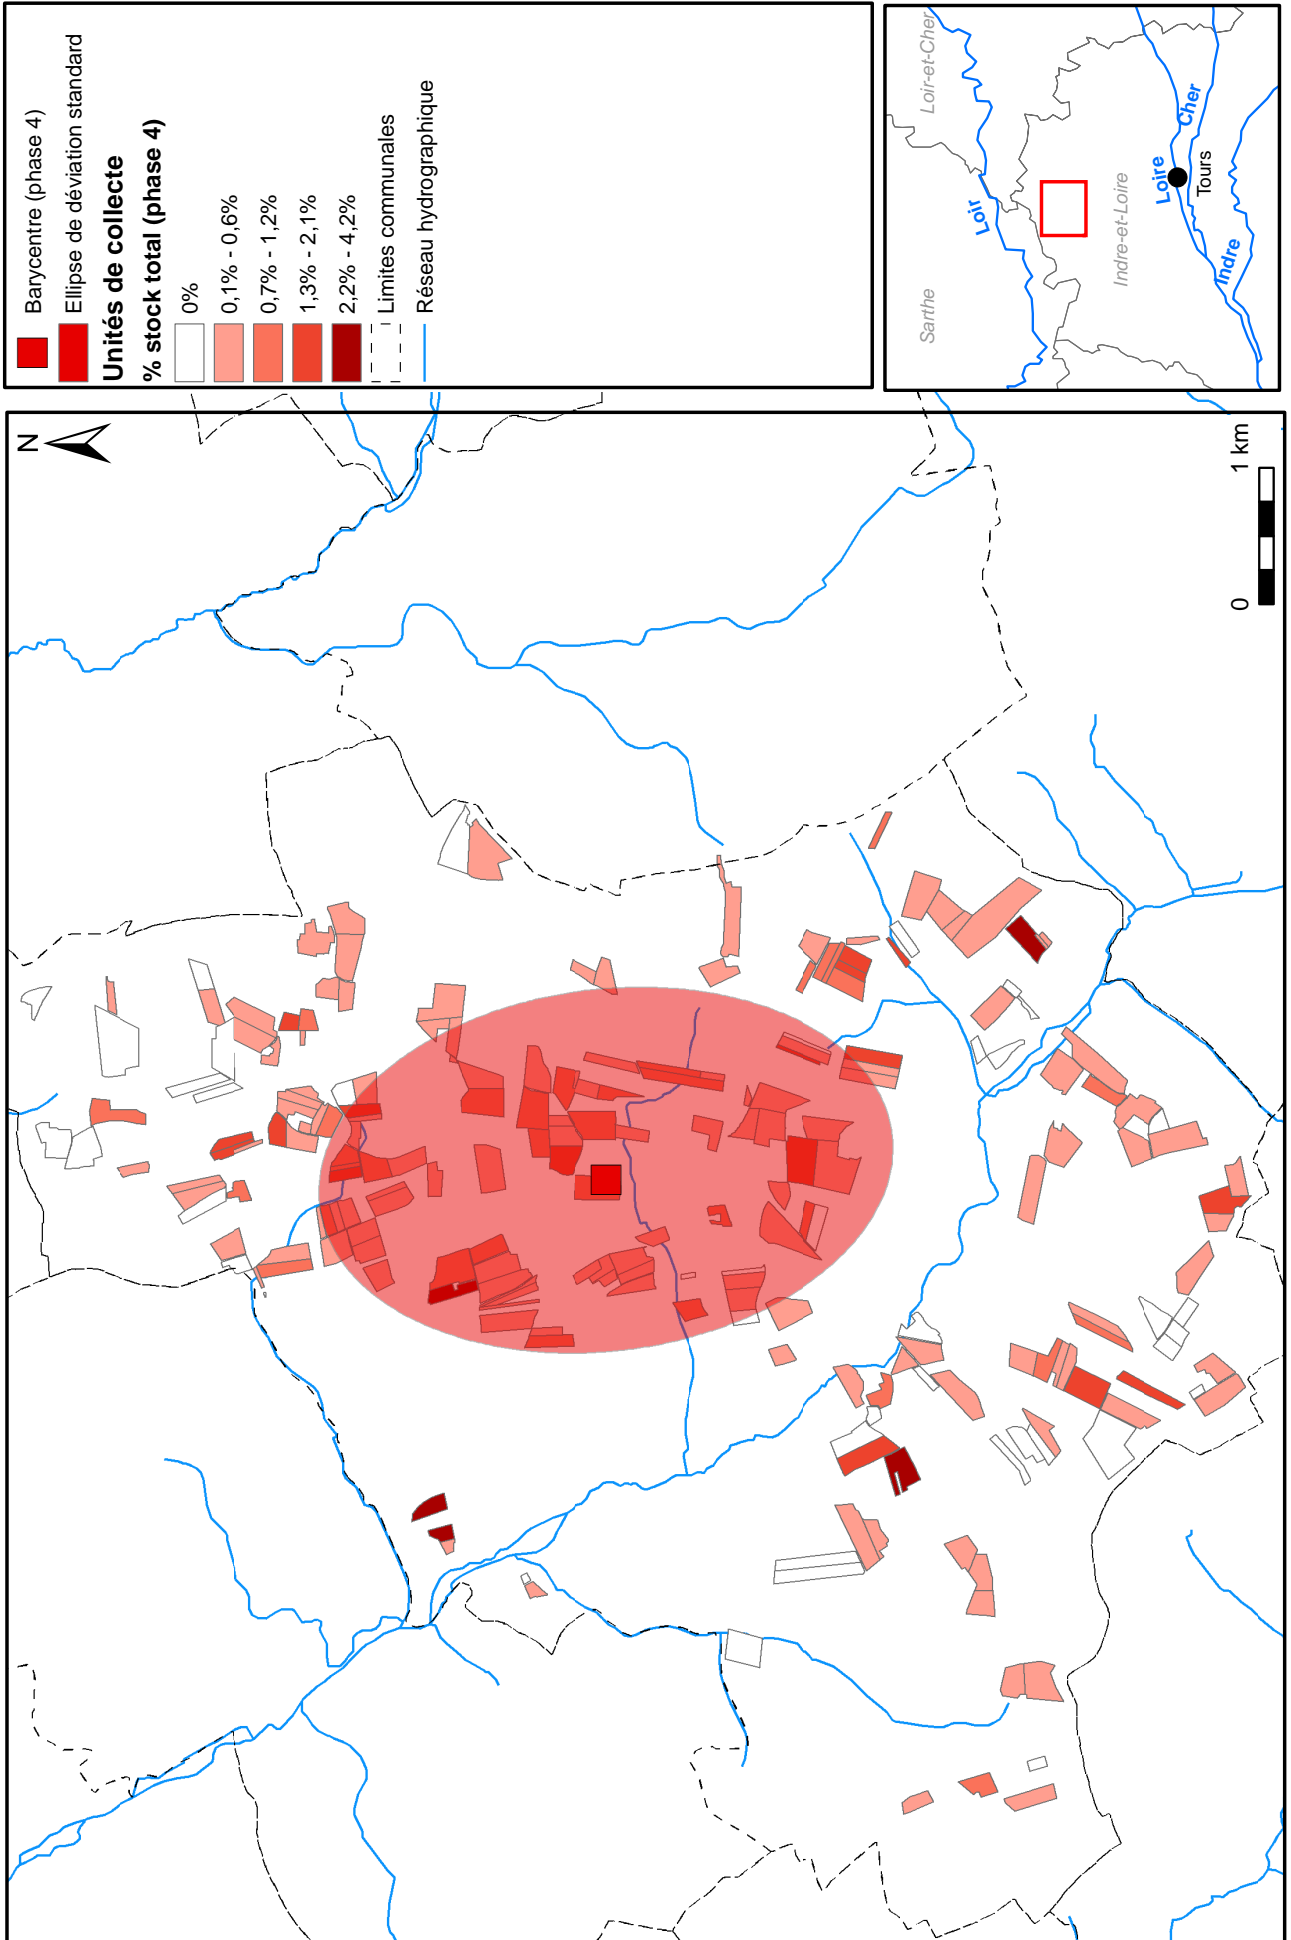 Barycentre (phase 4)
Ellipse de déviation standard
Unités de collecte
% stock total (phase 4)
0%
0,1% - 0,6%
0,7% - 1,2%
1,3% - 2,1%
2,2% - 4,2%
Limites communales
Réseau hydrographique
Sarthe
Loir-et-Cher
Loir
Indre-et-Loire
Loire
Cher
Tours
Indre
N
0
1 km